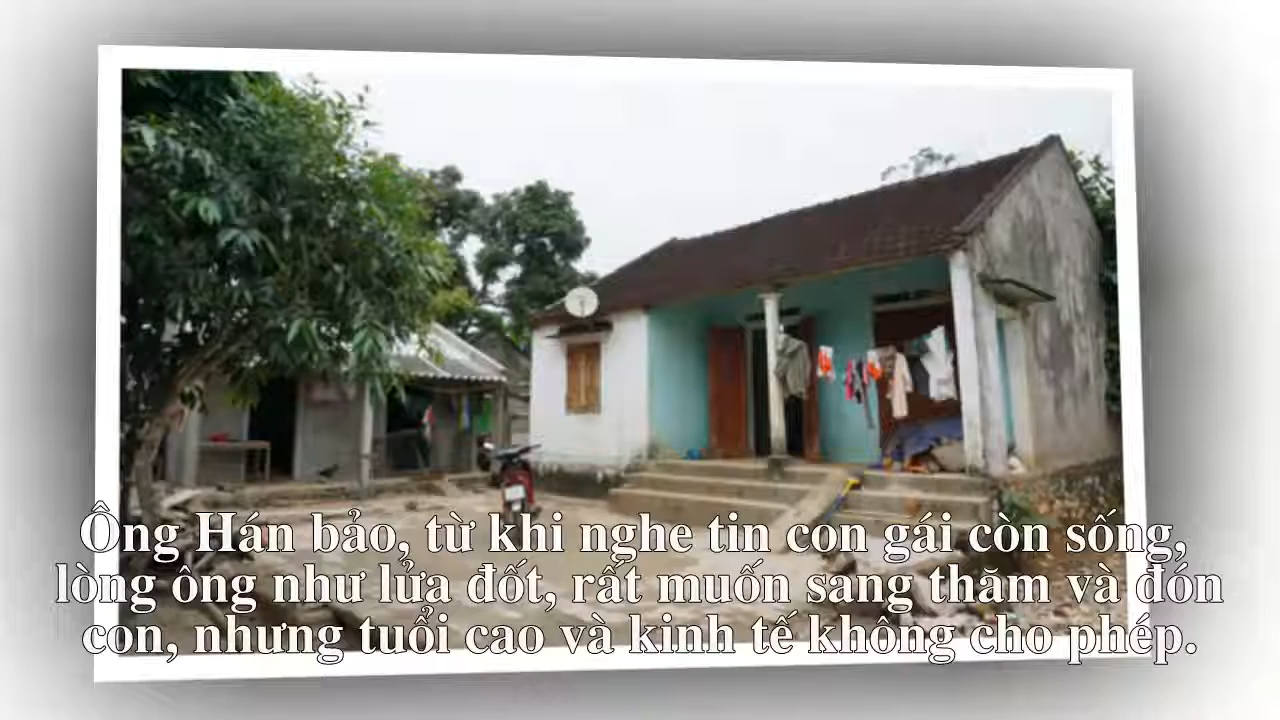 Ông Hán bảo, từ khi nghe tin con gái còn sống,
lòng ông như lửa đốt, rất muốn sang thăm và đón
con, nhưng tuổi cao và kinh tế không cho phép.